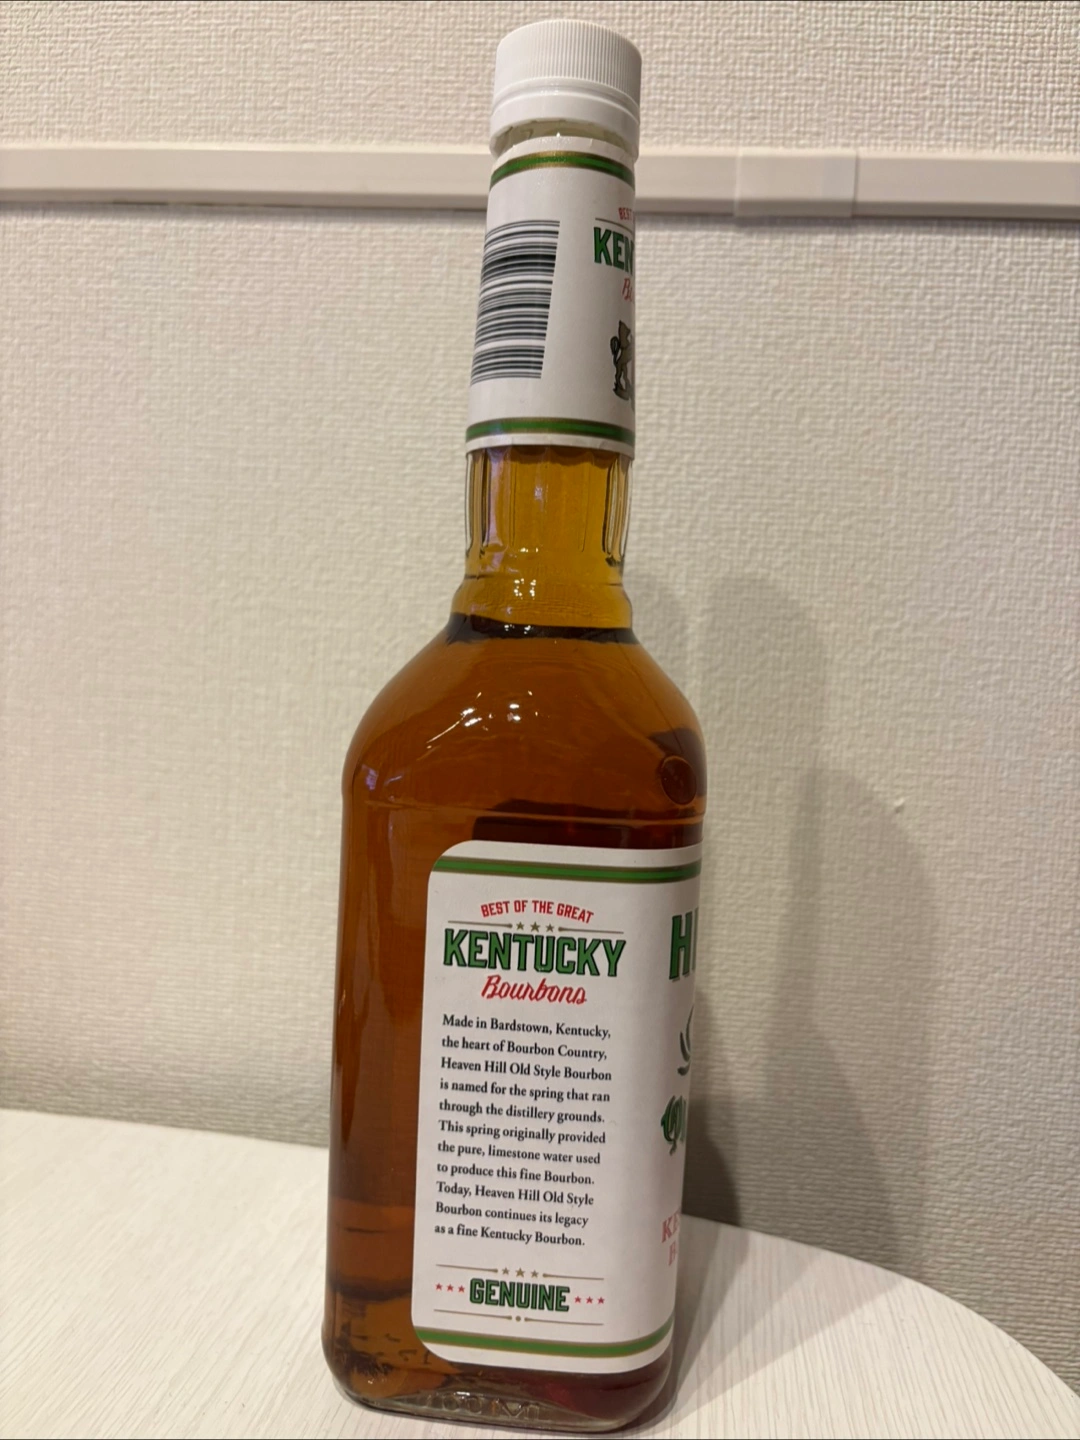 KEN
BEST OF THE GREAT
KENTUCKY
Bourbons
Made in Bardstown, Kentucky,
the heart of Bourbon Country,
Heaven Hill Old Style Bourbon
is named for the spring that ran
through the distillery grounds.
This spring originally provided
the pure, limestone water used
to produce this fine Bourbon.
Today, Heaven Hill Old Style
Bourbon continues its legacy
as a fine Kentucky Bourbon.
GENUINE